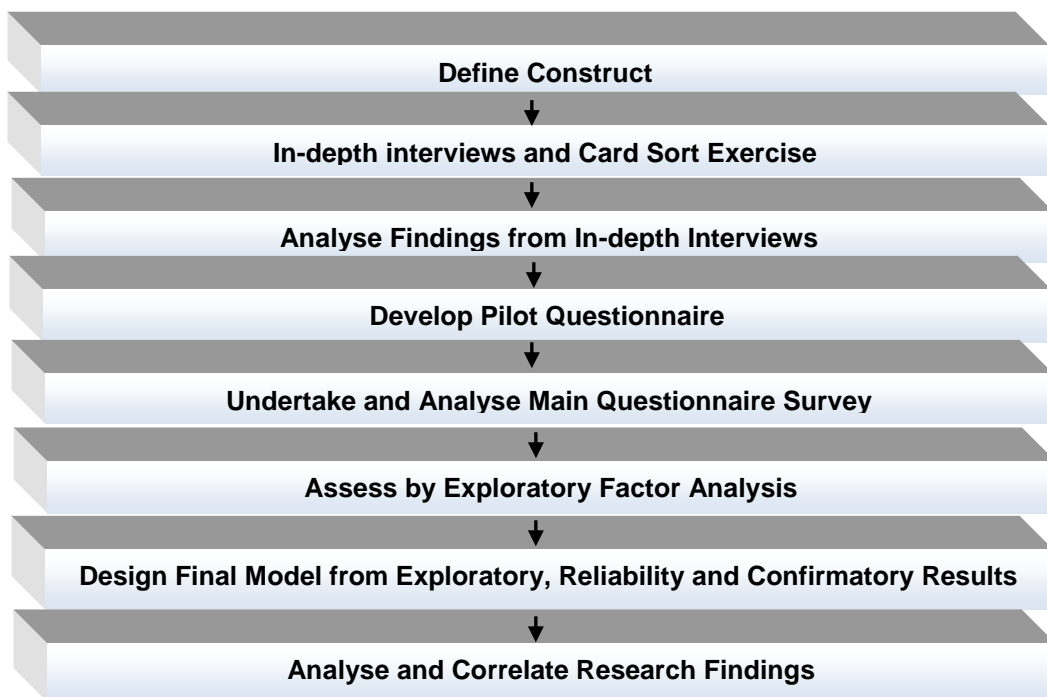 Define Construct
In-depth interviews and Card Sort Exercise
Analyse Findings from In-depth Interviews
Develop Pilot Questionnaire
Undertake and Analyse Main Questionnaire Survey
Assess by Exploratory Factor Analysis
Design Final Model from Exploratory, Reliability and Confirmatory Results
Analyse and Correlate Research Findings